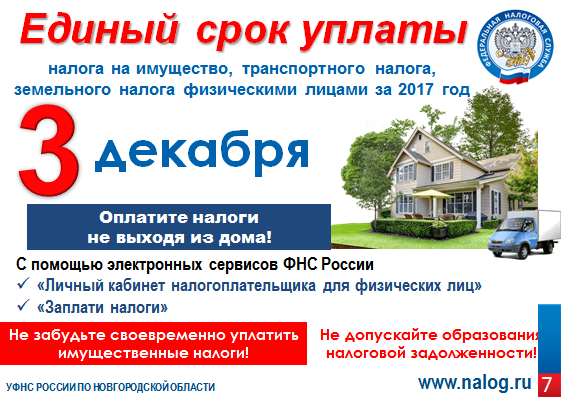 Единый срок уплаты
налога на имущество, транспортного налога,
земельного налога физическими лицами за 2017 год
ФЕДЕРАЛЬНАЯ НАЛОГОВАЯ СЛУЖБА
3 декабря
Оплатите налоги
не выходя из дома!
С помощью электронных сервисов ФНС России
✓ «Личный кабинет налогоплательщика для физических лиц»
✓ «Заплати налоги»
Не забудьте своевременно уплатить
имущественные налоги!
Не допускайте образования
налоговой задолженности!
УФНС РОССИИ ПО НОВГОРОДСКОЙ ОБЛАСТИ
www.nalog.ru
7